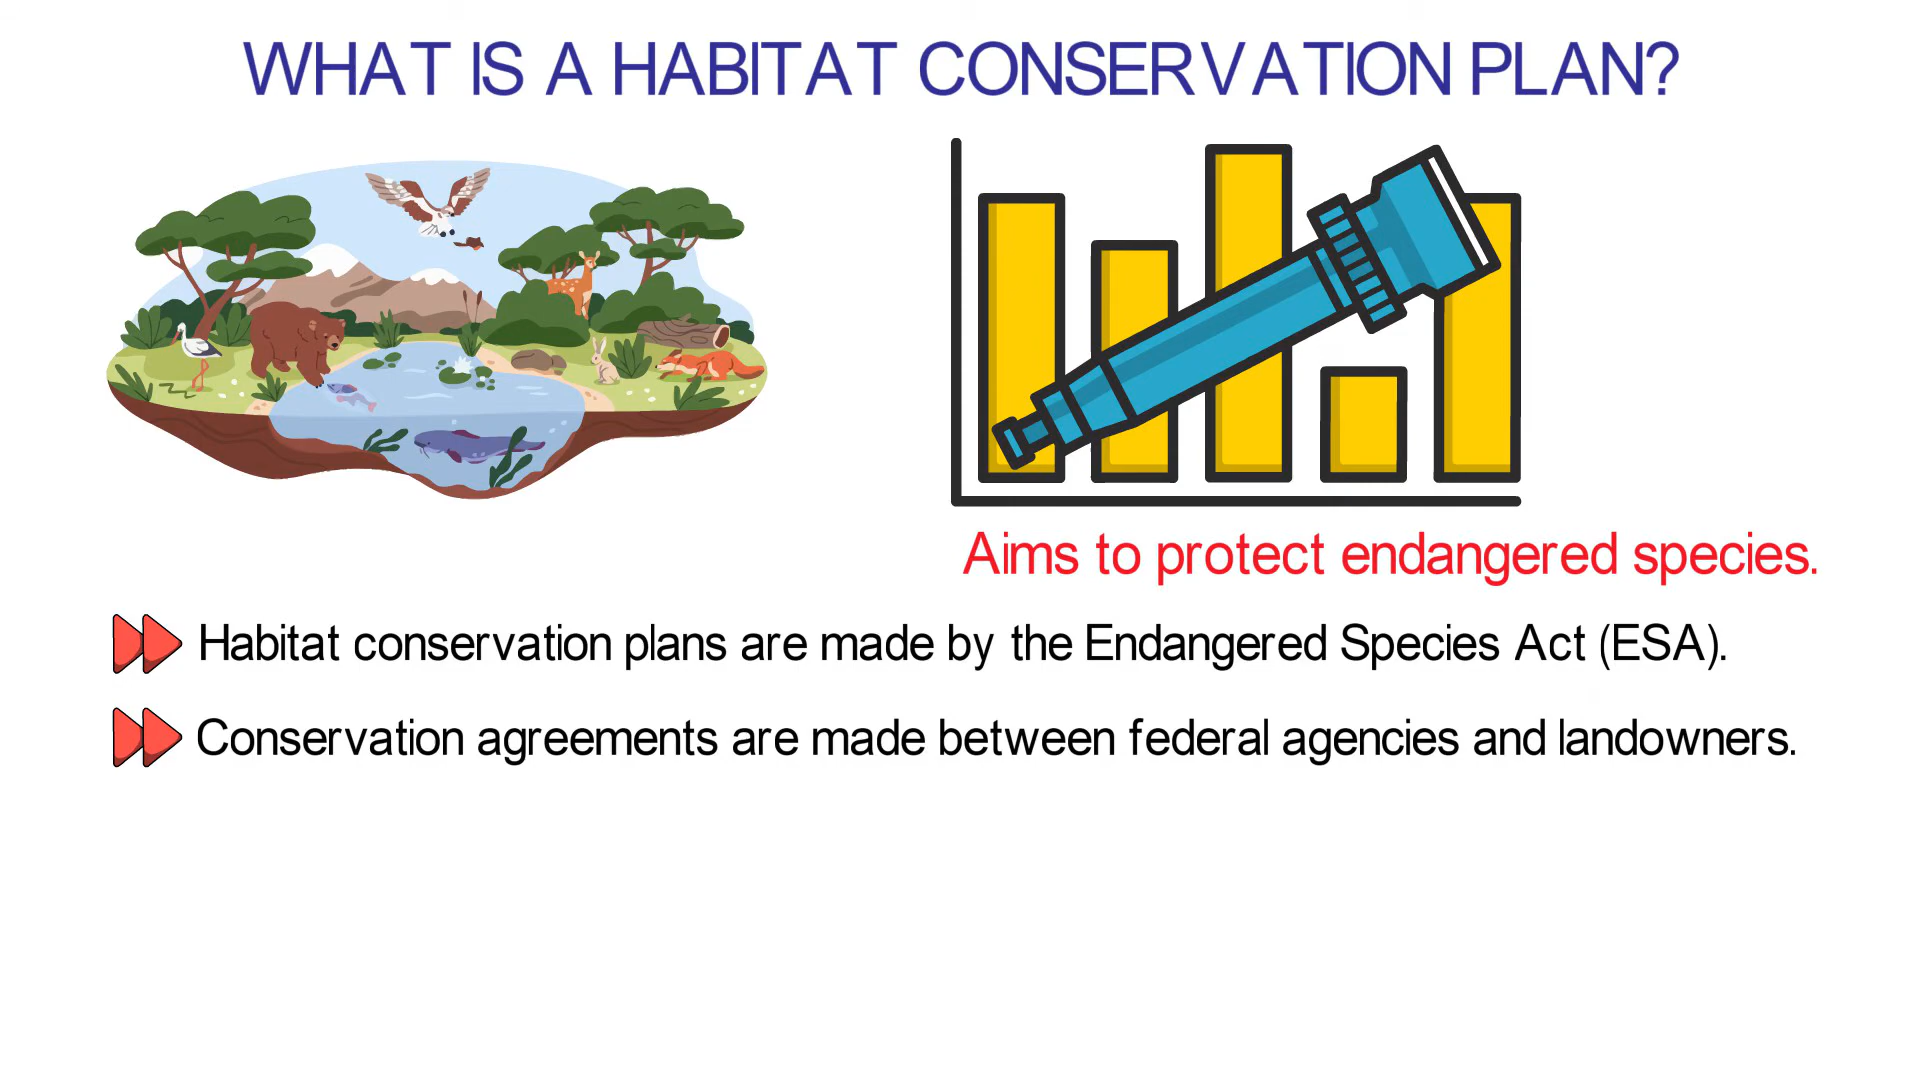 WHAT IS A HABITAT CONSERVATION PLAN?
Aims to protect endangered species.
Habitat conservation plans are made by the Endangered Species Act (ESA).
Conservation agreements are made between federal agencies and landowners.